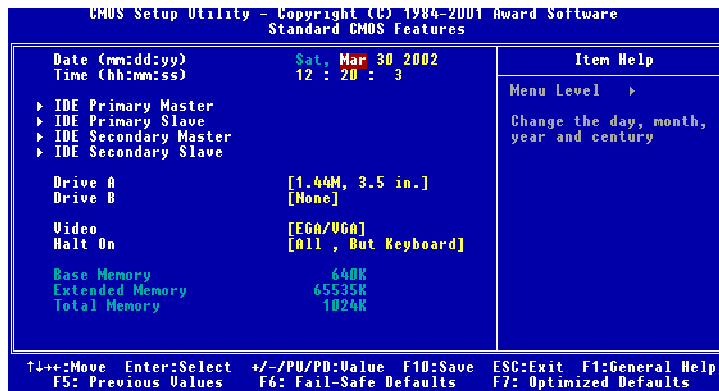 CMOS Setup Utility - Copyright (C) 1984-2001 Award Software
Standard CMOS Features
Date (mm:dd:yy) Sat, Mar 30 2002
Time (hh:mm:ss) 12 : 20 : 3
▸ IDE Primary Master
▸ IDE Primary Slave
▸ IDE Secondary Master
▸ IDE Secondary Slave
Drive A [1.44M, 3.5 in.]
Drive B [None]
Video [EGA/VGA]
Halt On [All , But Keyboard]
Base Memory 640K
Extended Memory 65535K
Total Memory 1024K
Item Help
Menu Level ▸
Change the day, month,
year and century
↑↓→←:Move Enter:Select +/-/PU/PD:Value F10:Save ESC:Exit F1:General Help
F5: Previous Values F6: Fail-Safe Defaults F7: Optimized Defaults